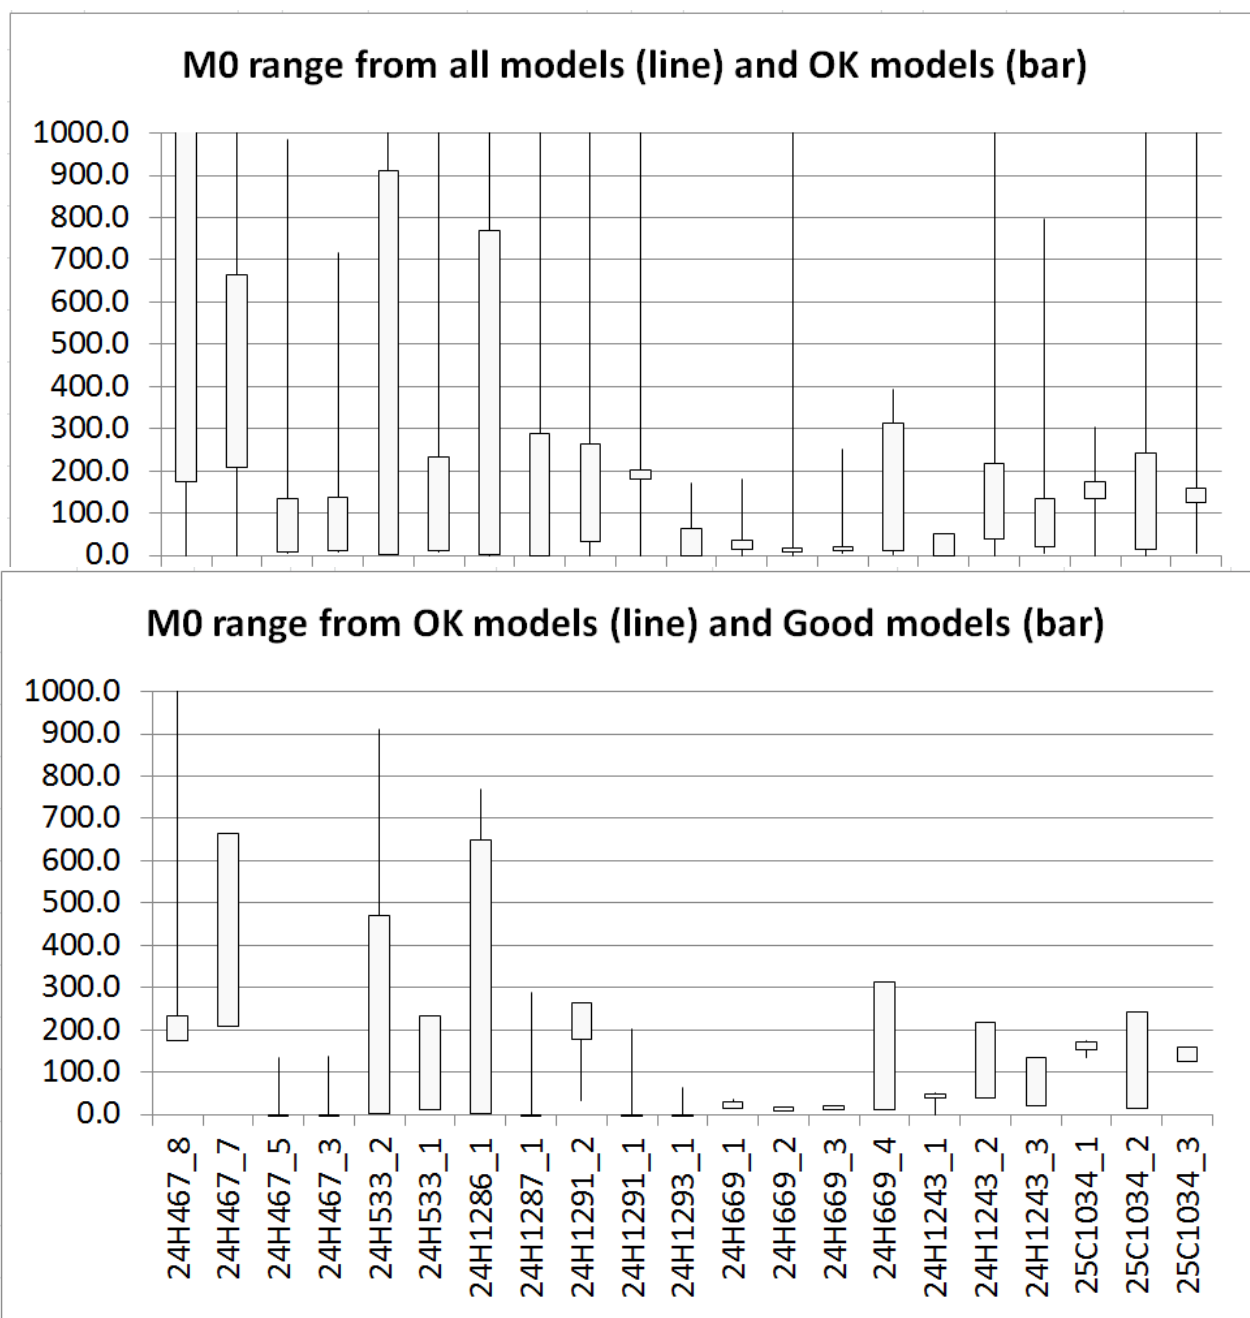 M0 range from all models (line) and OK models (bar)
1000.0
900.0
800.0
700.0
600.0
500.0
400.0
300.0
200.0
100.0
0.0
M0 range from OK models (line) and Good models (bar)
1000.0
900.0
800.0
700.0
600.0
500.0
400.0
300.0
200.0
100.0
0.0
24H467_8
24H467_7
24H467_5
24H467_3
24H533_2
24H533_1
24H1286_1
24H1287_1
24H1291_2
24H1291_1
24H1293_1
24H669_1
24H669_2
24H669_3
24H669_4
24H1243_1
24H1243_2
24H1243_3
25C1034_1
25C1034_2
25C1034_3